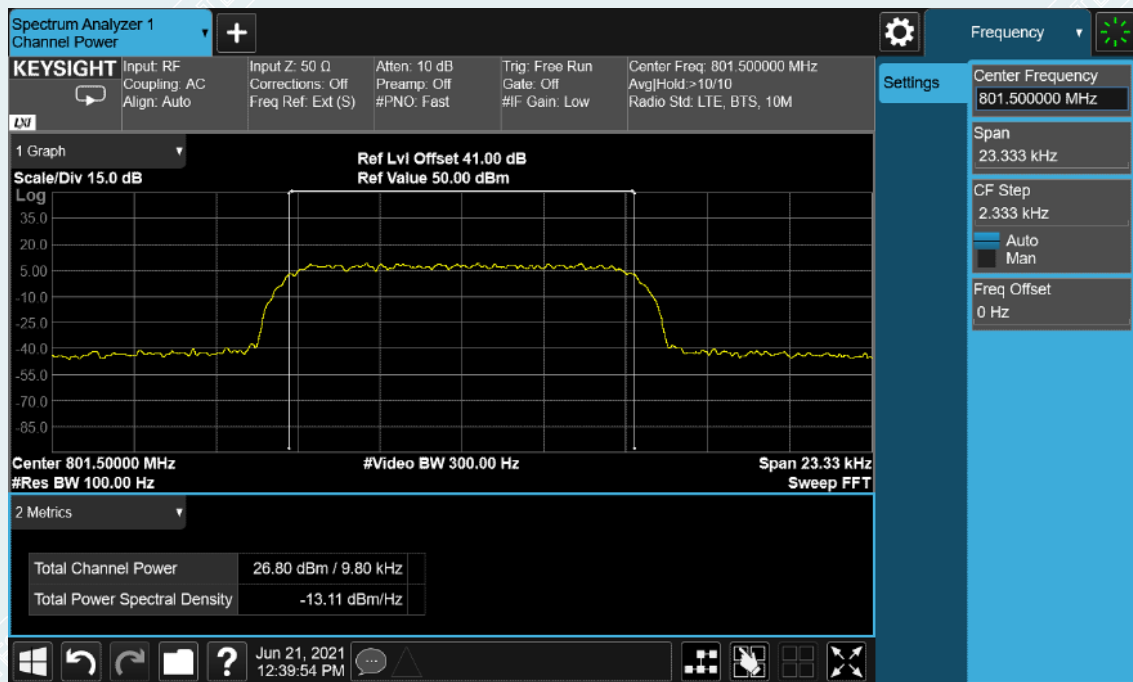 Spectrum Analyzer 1
Channel Power
+
Frequency
KEYSIGHT
LXI
Input: RF
Coupling: AC
Align: Auto
Input Z: 50 Ω
Corrections: Off
Freq Ref: Ext (S)
Atten: 10 dB
Preamp: Off
#PNO: Fast
Trig: Free Run
Gate: Off
#IF Gain: Low
Center Freq: 801.500000 MHz
Avg|Hold:>10/10
Radio Std: LTE, BTS, 10M
Settings
Center Frequency
801.500000 MHz
Span
23.333 kHz
CF Step
2.333 kHz
Auto
Man
Freq Offset
0 Hz
1 Graph
Scale/Div 15.0 dB
Ref Lvl Offset 41.00 dB
Ref Value 50.00 dBm
Log
35.0
20.0
5.00
-10.0
-25.0
-40.0
-55.0
-70.0
-85.0
Center 801.50000 MHz
#Video BW 300.00 Hz
Span 23.33 kHz
#Res BW 100.00 Hz
Sweep FFT
2 Metrics
Total Channel Power 26.80 dBm / 9.80 kHz
Total Power Spectral Density -13.11 dBm/Hz
?
Jun 21, 2021
12:39:54 PM